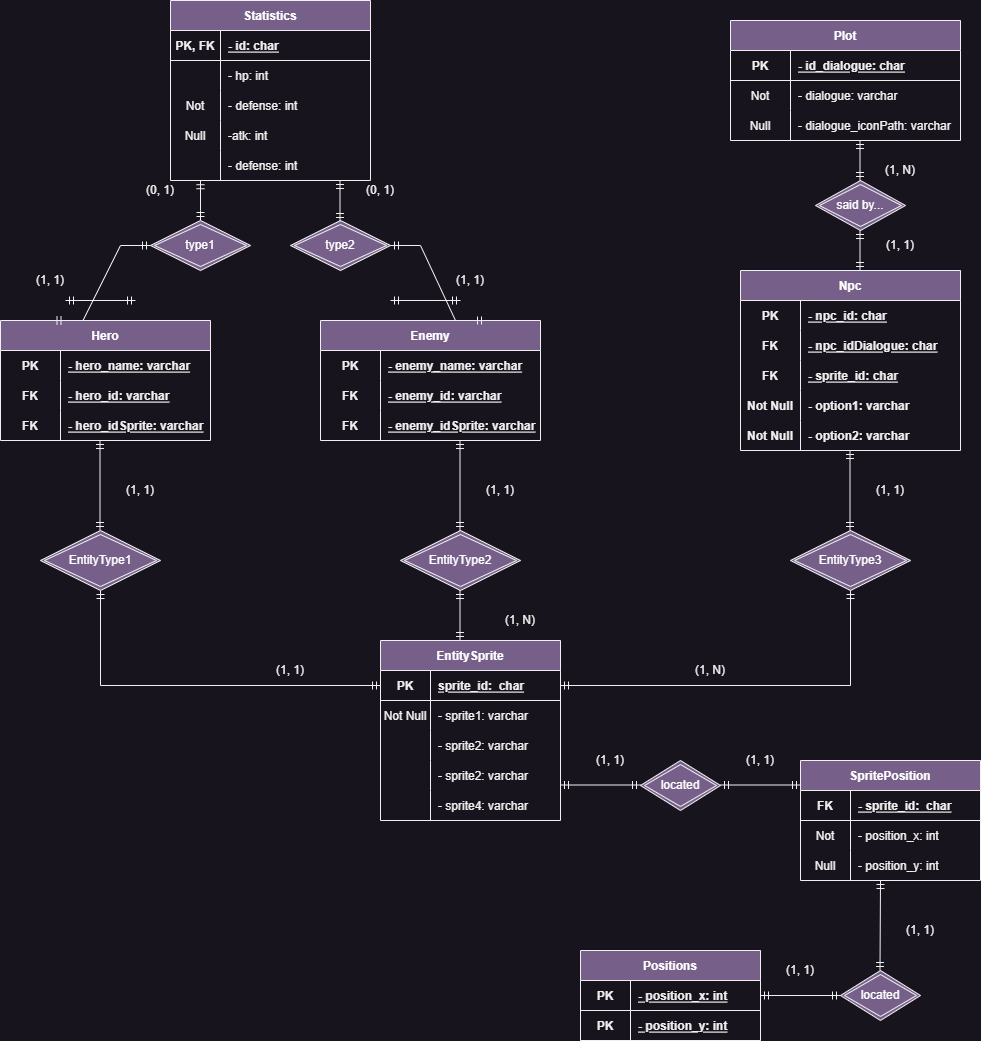 Statistics
PK, FK - id: char
- hp: int
Not - defense: int
Null -atk: int
- defense: int
Plot
PK - id_dialogue: char
Not - dialogue: varchar
Null - dialogue_iconPath: varchar
(0, 1) (0, 1)
(1, N)
said by...
type1 type2
(1, 1)
(1, 1) (1, 1)
Npc
PK - npc_id: char
FK - npc_idDialogue: char
FK - sprite_id: char
Not Null - option1: varchar
Not Null - option2: varchar
Hero
PK - hero_name: varchar
FK - hero_id: varchar
FK - hero_idSprite: varchar
Enemy
PK - enemy_name: varchar
FK - enemy_id: varchar
FK - enemy_idSprite: varchar
(1, 1) (1, 1) (1, 1)
EntityType1 EntityType2 EntityType3
(1, N)
(1, 1) (1, N)
EntitySprite
PK sprite_id: char
Not Null - sprite1: varchar
- sprite2: varchar
- sprite2: varchar
- sprite4: varchar
(1, 1) (1, 1)
located
SpritePosition
FK - sprite_id: char
Not - position_x: int
Null - position_y: int
(1, 1)
(1, 1)
located
Positions
PK - position_x: int
PK - position_y: int